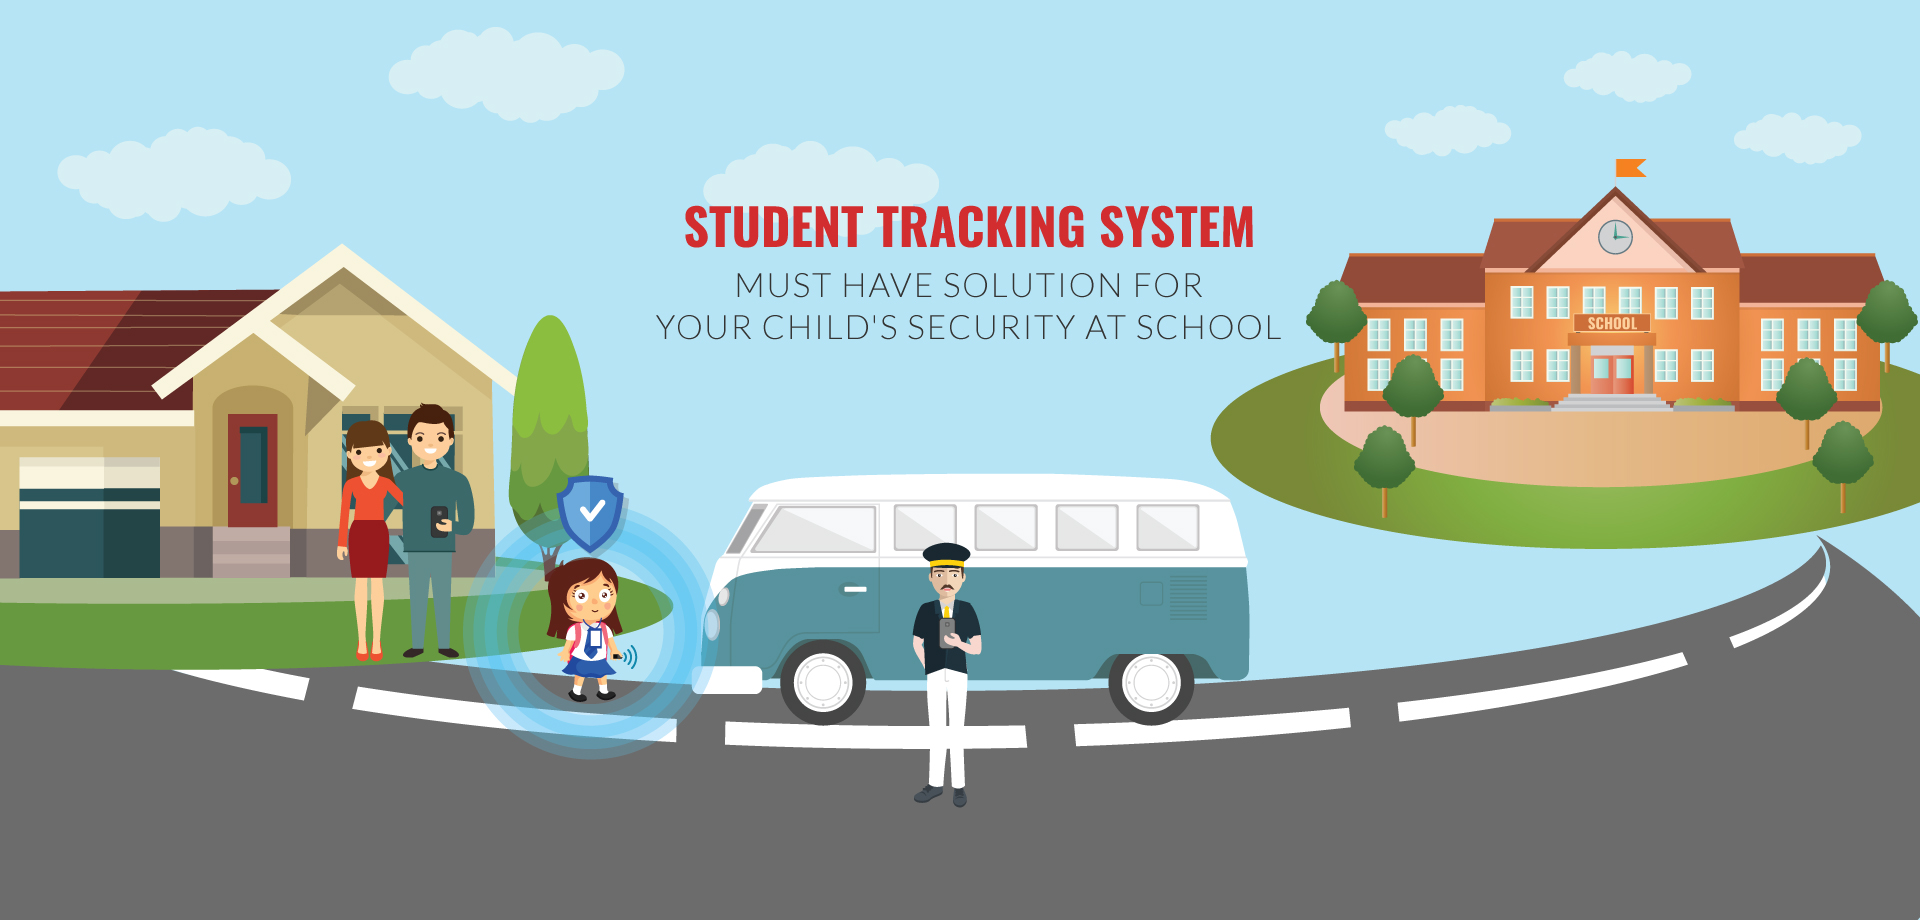 STUDENT TRACKING SYSTEM
MUST HAVE SOLUTION FOR
YOUR CHILD'S SECURITY AT SCHOOL
SCHOOL